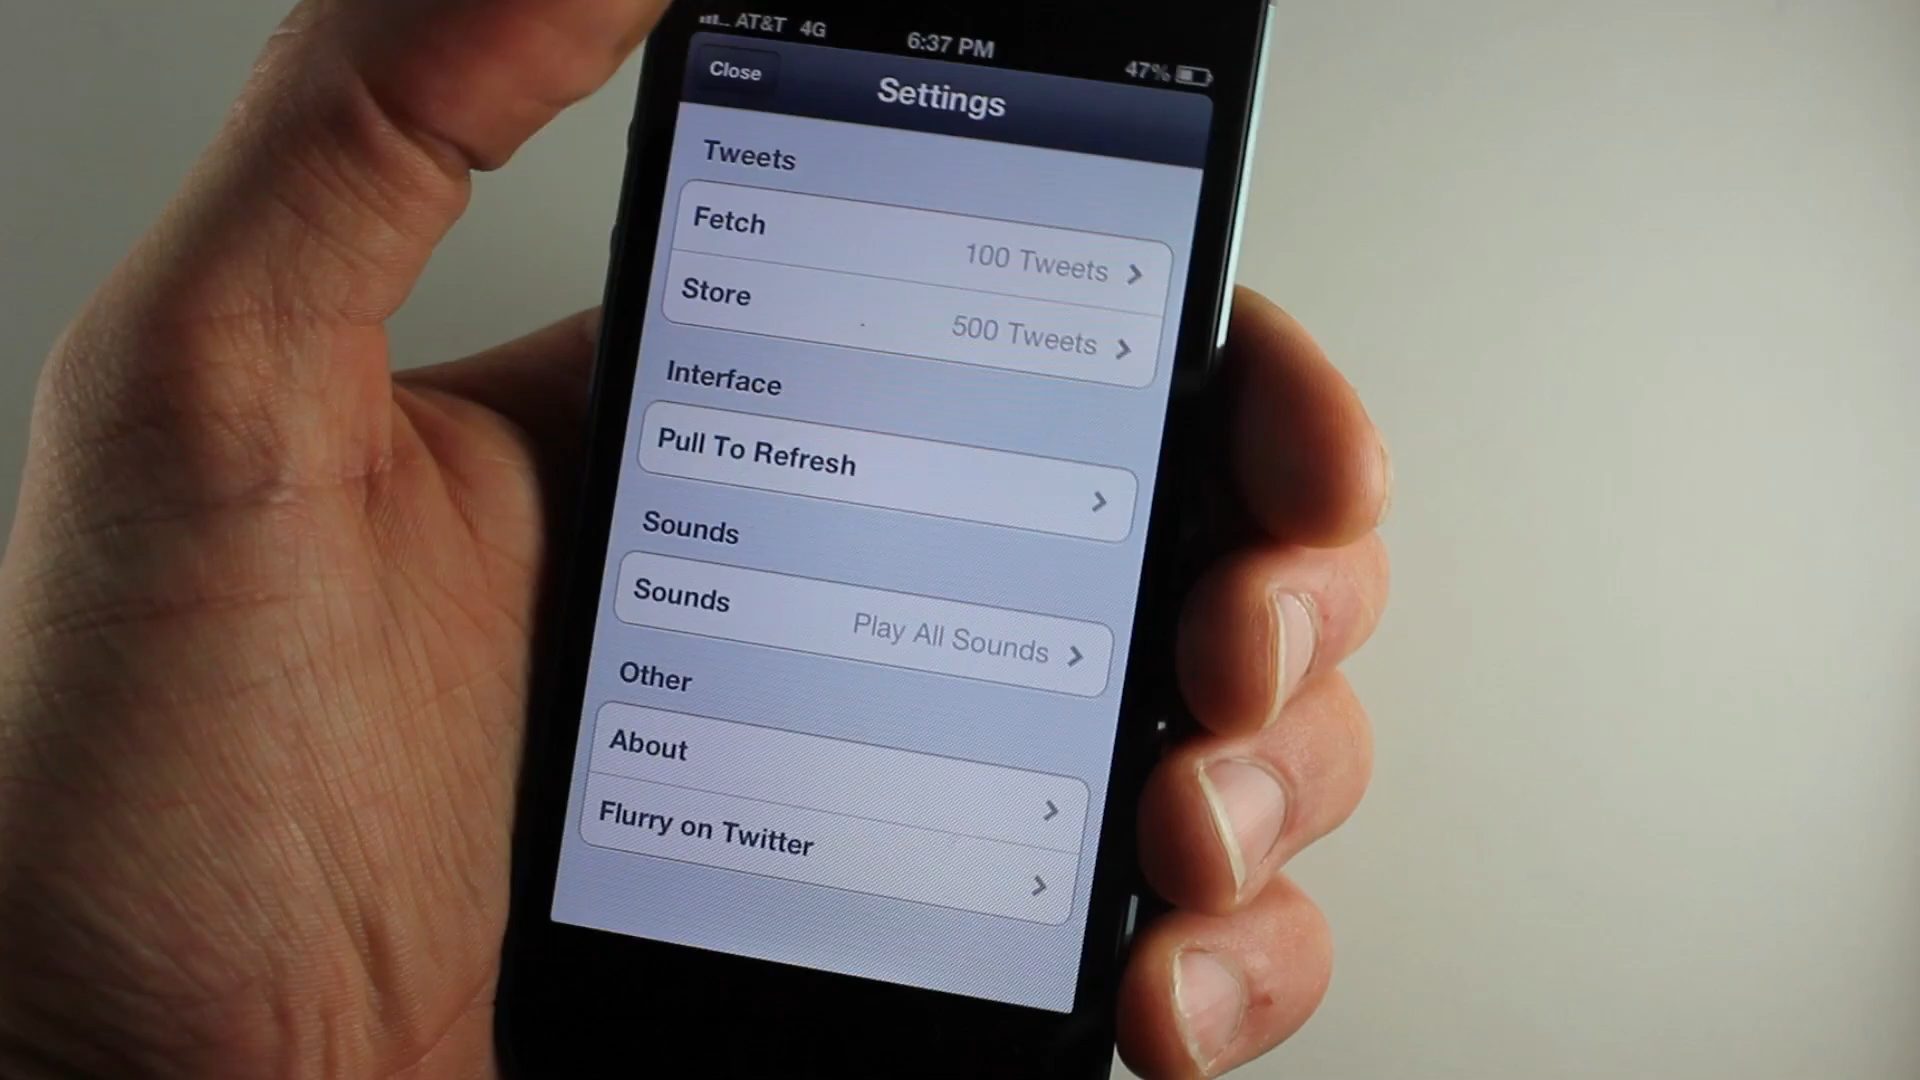 AT&T 4G 6:37 PM 47%
Close Settings
Tweets
Fetch 100 Tweets
Store 500 Tweets
Interface
Pull To Refresh
Sounds
Sounds Play All Sounds
Other
About
Flurry on Twitter